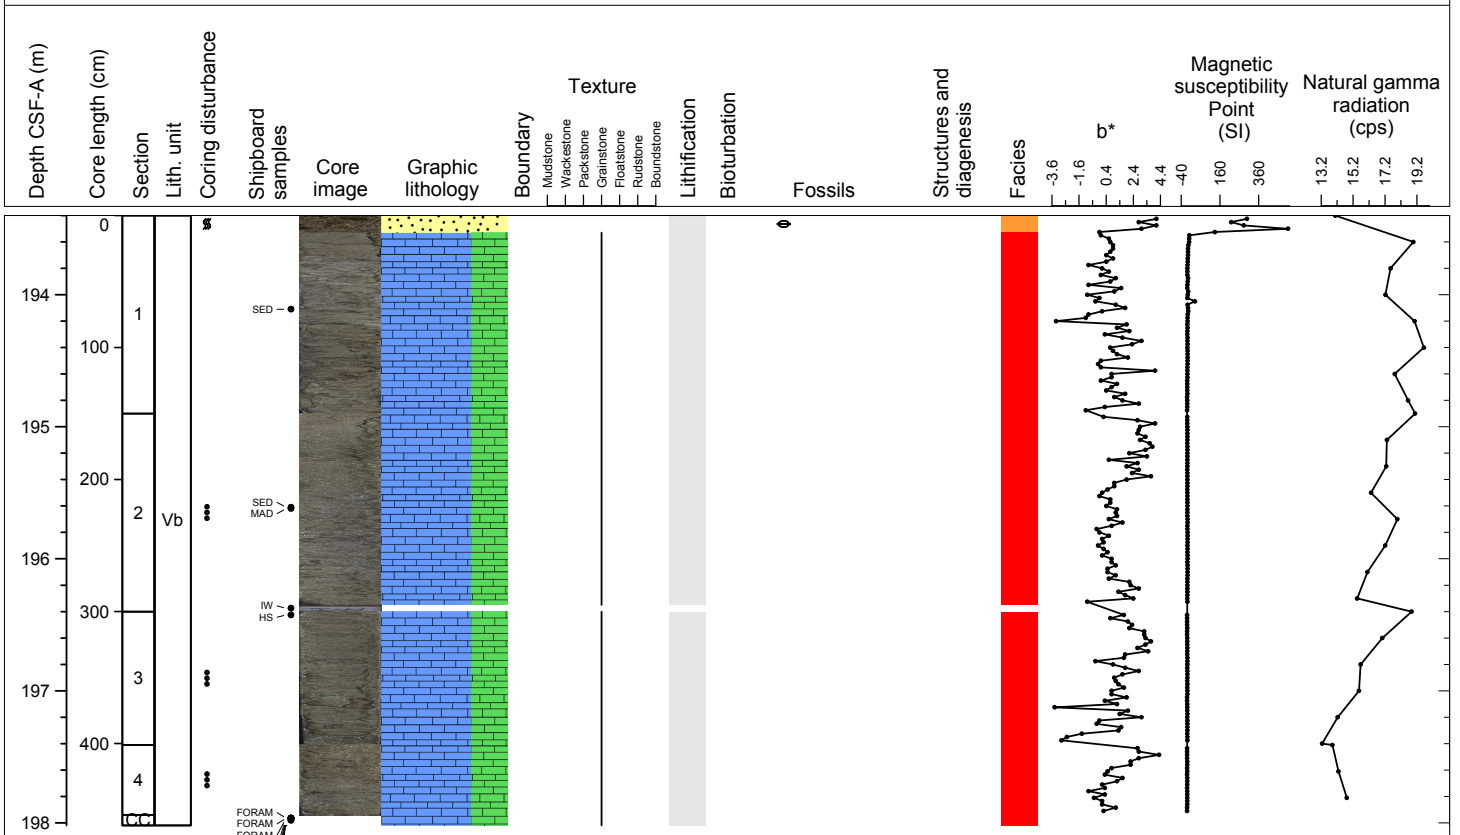 Depth CSF-A (m)
Core length (cm)
Section
Lith. unit
Coring disturbance
Shipboard
samples
Core
image
Graphic
lithology
Boundary
Texture
Mudstone
Wackestone
Packstone
Grainstone
Floatstone
Rudstone
Boundstone
Lithification
Bioturbation
Fossils
Structures and
diagenesis
Facies
b*
-3.6
-1.6
0.4
2.4
4.4
Magnetic
susceptibility
Point
(SI)
-40
160
360
Natural gamma
radiation
(cps)
13.2
15.2
17.2
19.2
194
195
196
197
198
0
100
200
300
400
1
2
3
4
CC
Vb
SED
SED
MAD
IW
HS
FORAM
FORAM
FORAM